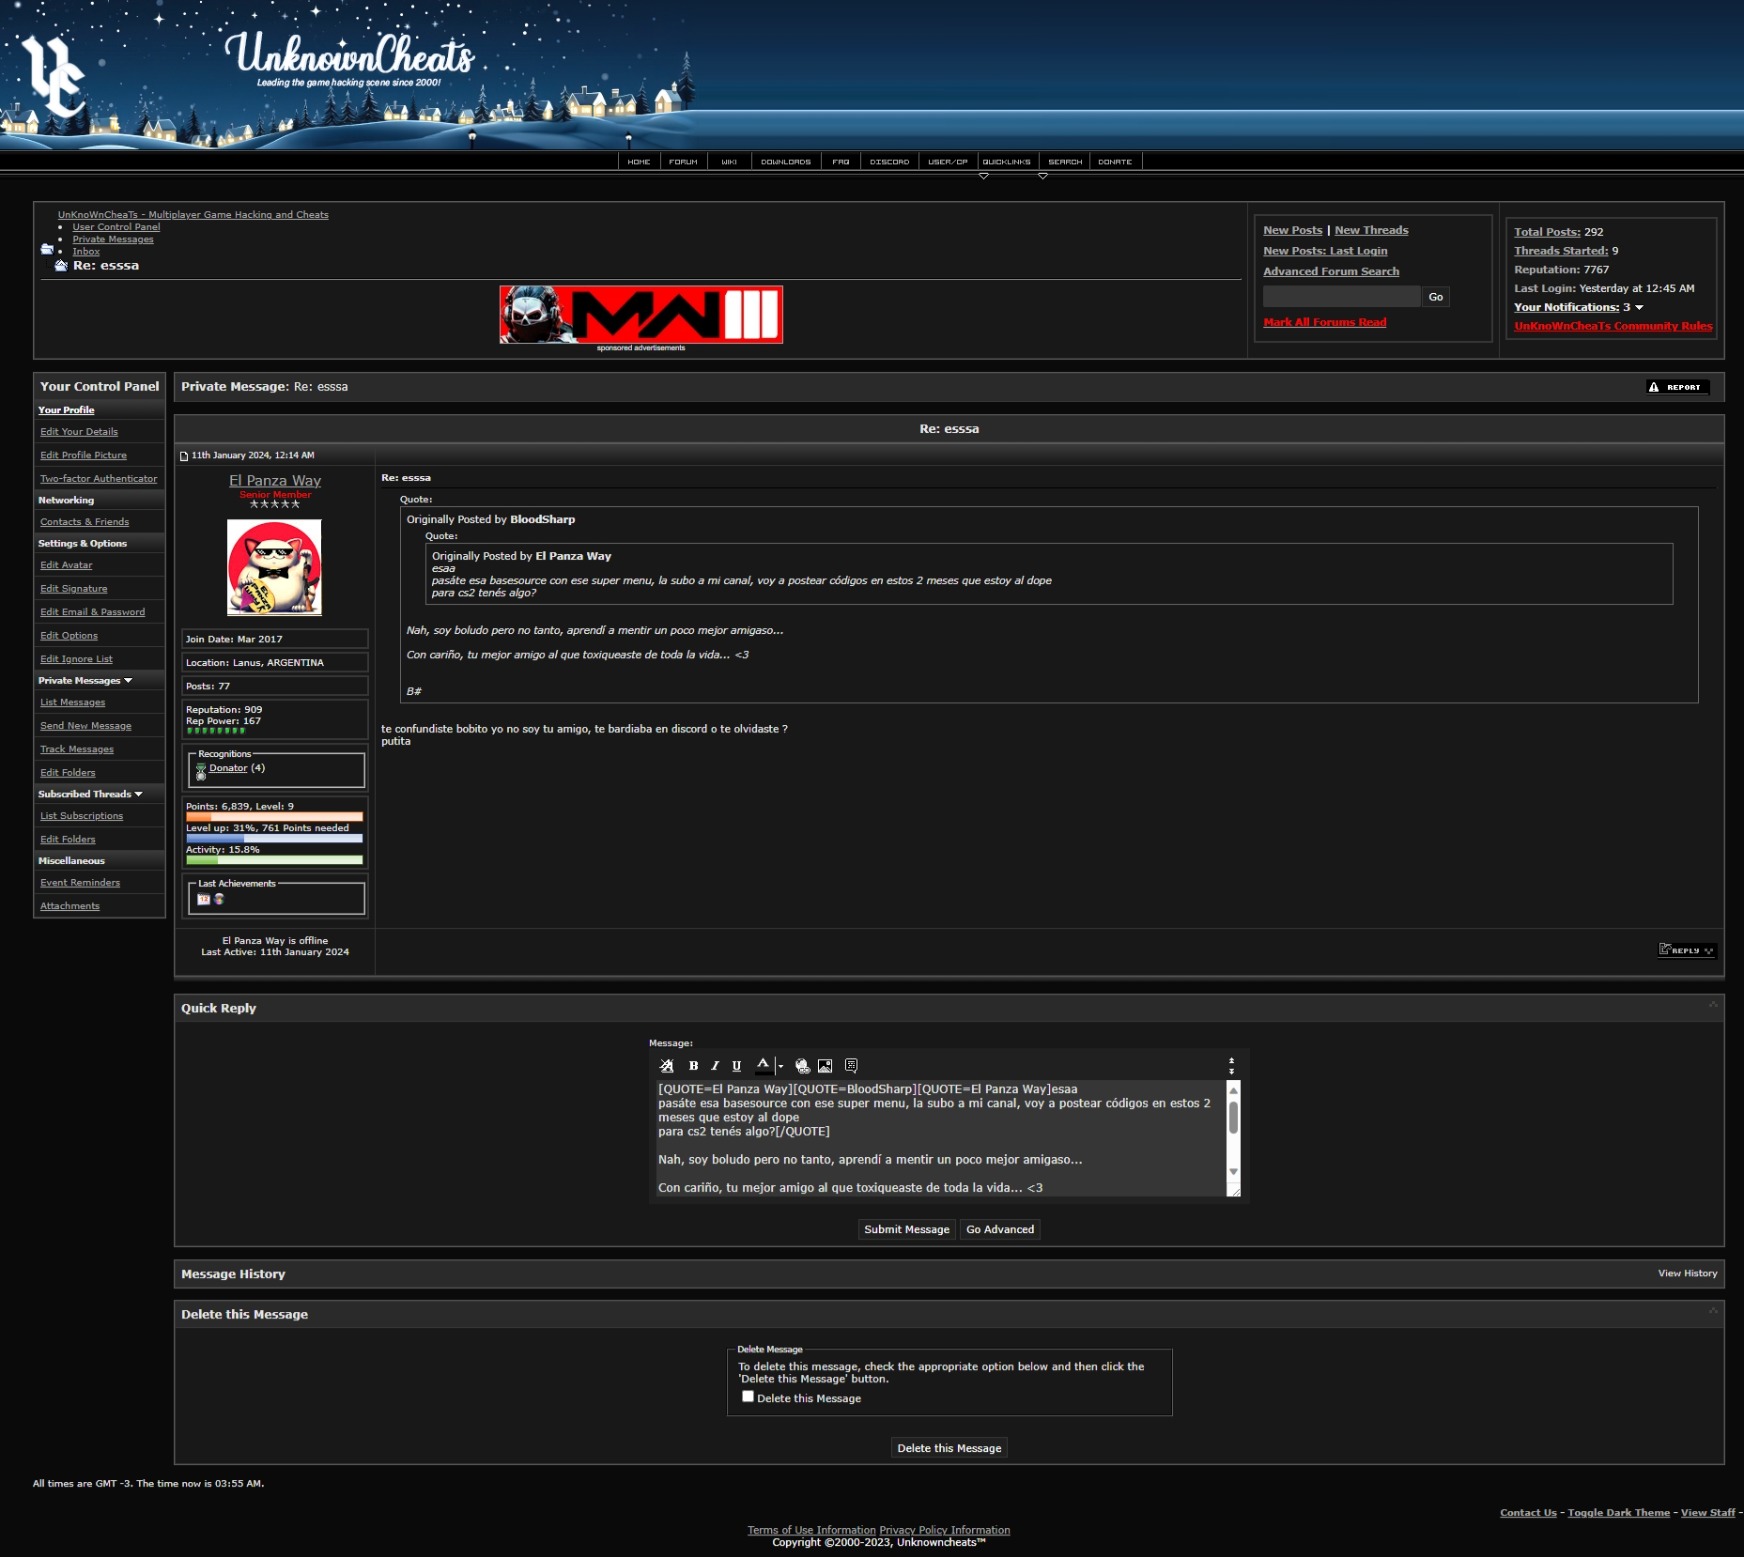 UnknownCheats
Leading the game hacking scene since 2000!
HOME FORUM WIKI DOWNLOADS FAQ DISCORD USER/CP QUICKLINKS SEARCH DONATE
UnKnoWnCheaTs - Multiplayer Game Hacking and Cheats
User Control Panel
Private Messages
Inbox
Re: esssa
MW III
sponsored advertisements
New Posts | New Threads
New Posts: Last Login
Advanced Forum Search
Go
Mark All Forums Read
Total Posts: 292
Threads Started: 9
Reputation: 7767
Last Login: Yesterday at 12:45 AM
Your Notifications: 3
UnKnoWnCheaTs Community Rules
Your Control Panel
Your Profile
Edit Your Details
Edit Profile Picture
Two-factor Authenticator
Networking
Contacts & Friends
Settings & Options
Edit Avatar
Edit Signature
Edit Email & Password
Edit Options
Edit Ignore List
Private Messages
List Messages
Send New Message
Track Messages
Edit Folders
Subscribed Threads
List Subscriptions
Edit Folders
Miscellaneous
Event Reminders
Attachments
Private Message: Re: esssa
REPORT
Re: esssa
11th January 2024, 12:14 AM
El Panza Way
Senior Member
Join Date: Mar 2017
Location: Lanus, ARGENTINA
Posts: 77
Reputation: 909
Rep Power: 167
Recognitions
Donator (4)
Points: 6,839, Level: 9
Level up: 31%, 761 Points needed
Activity: 15.8%
Last Achievements
El Panza Way is offline
Last Active: 11th January 2024
Re: esssa
Quote:
Originally Posted by BloodSharp
Quote:
Originally Posted by El Panza Way
esaa
pasáte esa basesource con ese super menu, la subo a mi canal, voy a postear códigos en estos 2 meses que estoy al dope
para cs2 tenés algo?
Nah, soy boludo pero no tanto, aprendí a mentir un poco mejor amigaso...
Con cariño, tu mejor amigo al que toxiqueaste de toda la vida... <3
B#
te confundiste bobito yo no soy tu amigo, te bardiaba en discord o te olvidaste ?
putita
REPLY
Quick Reply
Message:
B I U A
[QUOTE=El Panza Way][QUOTE=BloodSharp][QUOTE=El Panza Way]esaa
pasáte esa basesource con ese super menu, la subo a mi canal, voy a postear códigos en estos 2
meses que estoy al dope
para cs2 tenés algo?[/QUOTE]
Nah, soy boludo pero no tanto, aprendí a mentir un poco mejor amigaso...
Con cariño, tu mejor amigo al que toxiqueaste de toda la vida... <3
Submit Message Go Advanced
Message History
View History
Delete this Message
Delete Message
To delete this message, check the appropriate option below and then click the
'Delete this Message' button.
Delete this Message
Delete this Message
All times are GMT -3. The time now is 03:55 AM.
Contact Us - Toggle Dark Theme - View Staff -
Terms of Use Information Privacy Policy Information
Copyright ©2000-2023, Unknowncheats™